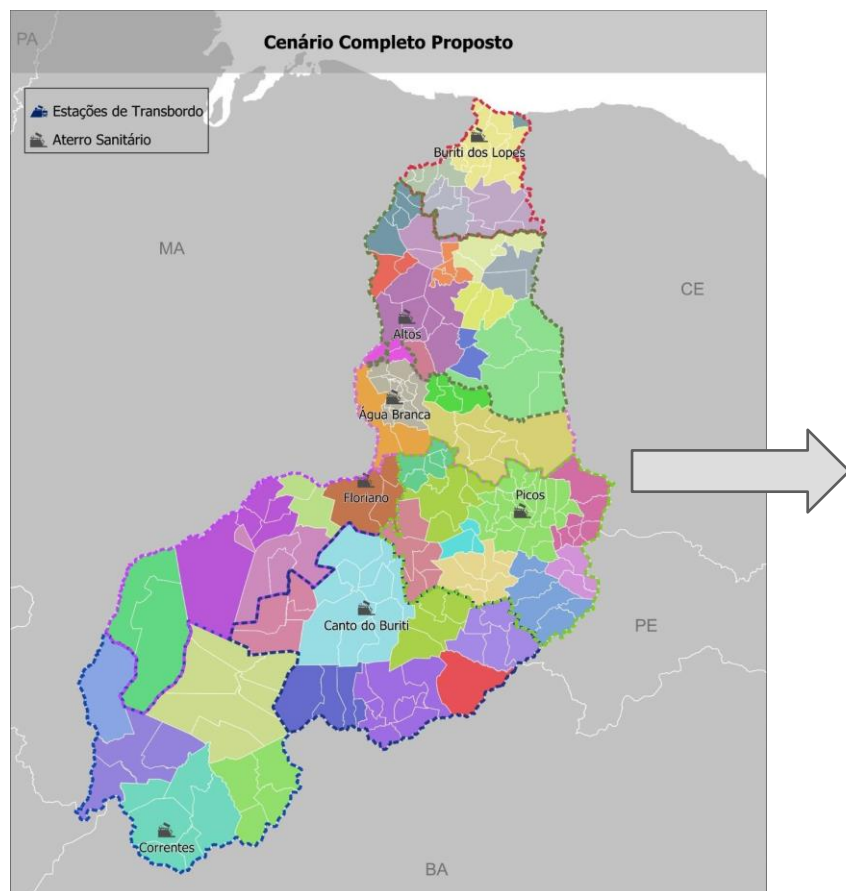 PA
Cenário Completo Proposto
Estações de Transbordo
Aterro Sanitário
Buriti dos Lopes
MA
CE
Altos
Água Branca
Floriano
Picos
Canto do Buriti
PE
Correntes
BA